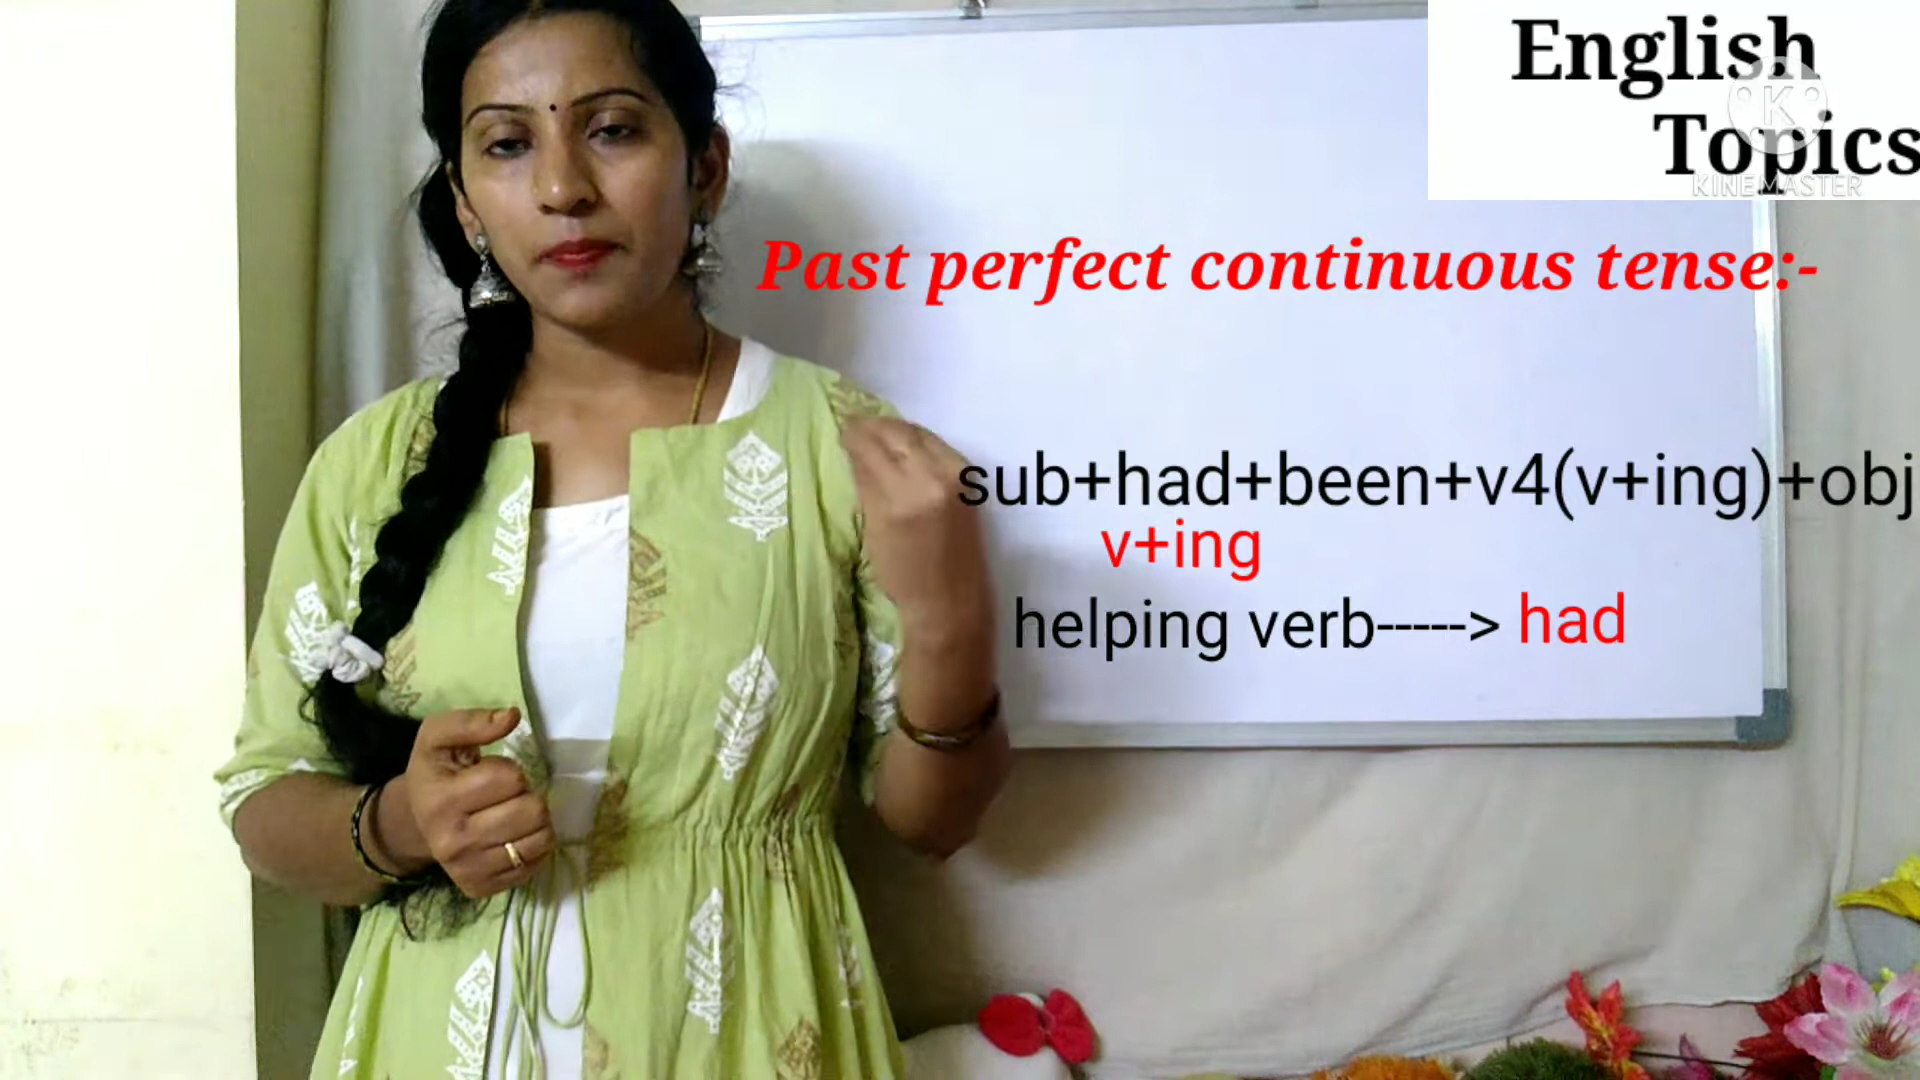 English
Topics
K
KINEMASTER
Past perfect continuous tense:-
sub+had+been+v4(v+ing)+obj
v+ing
helping verb-----> had